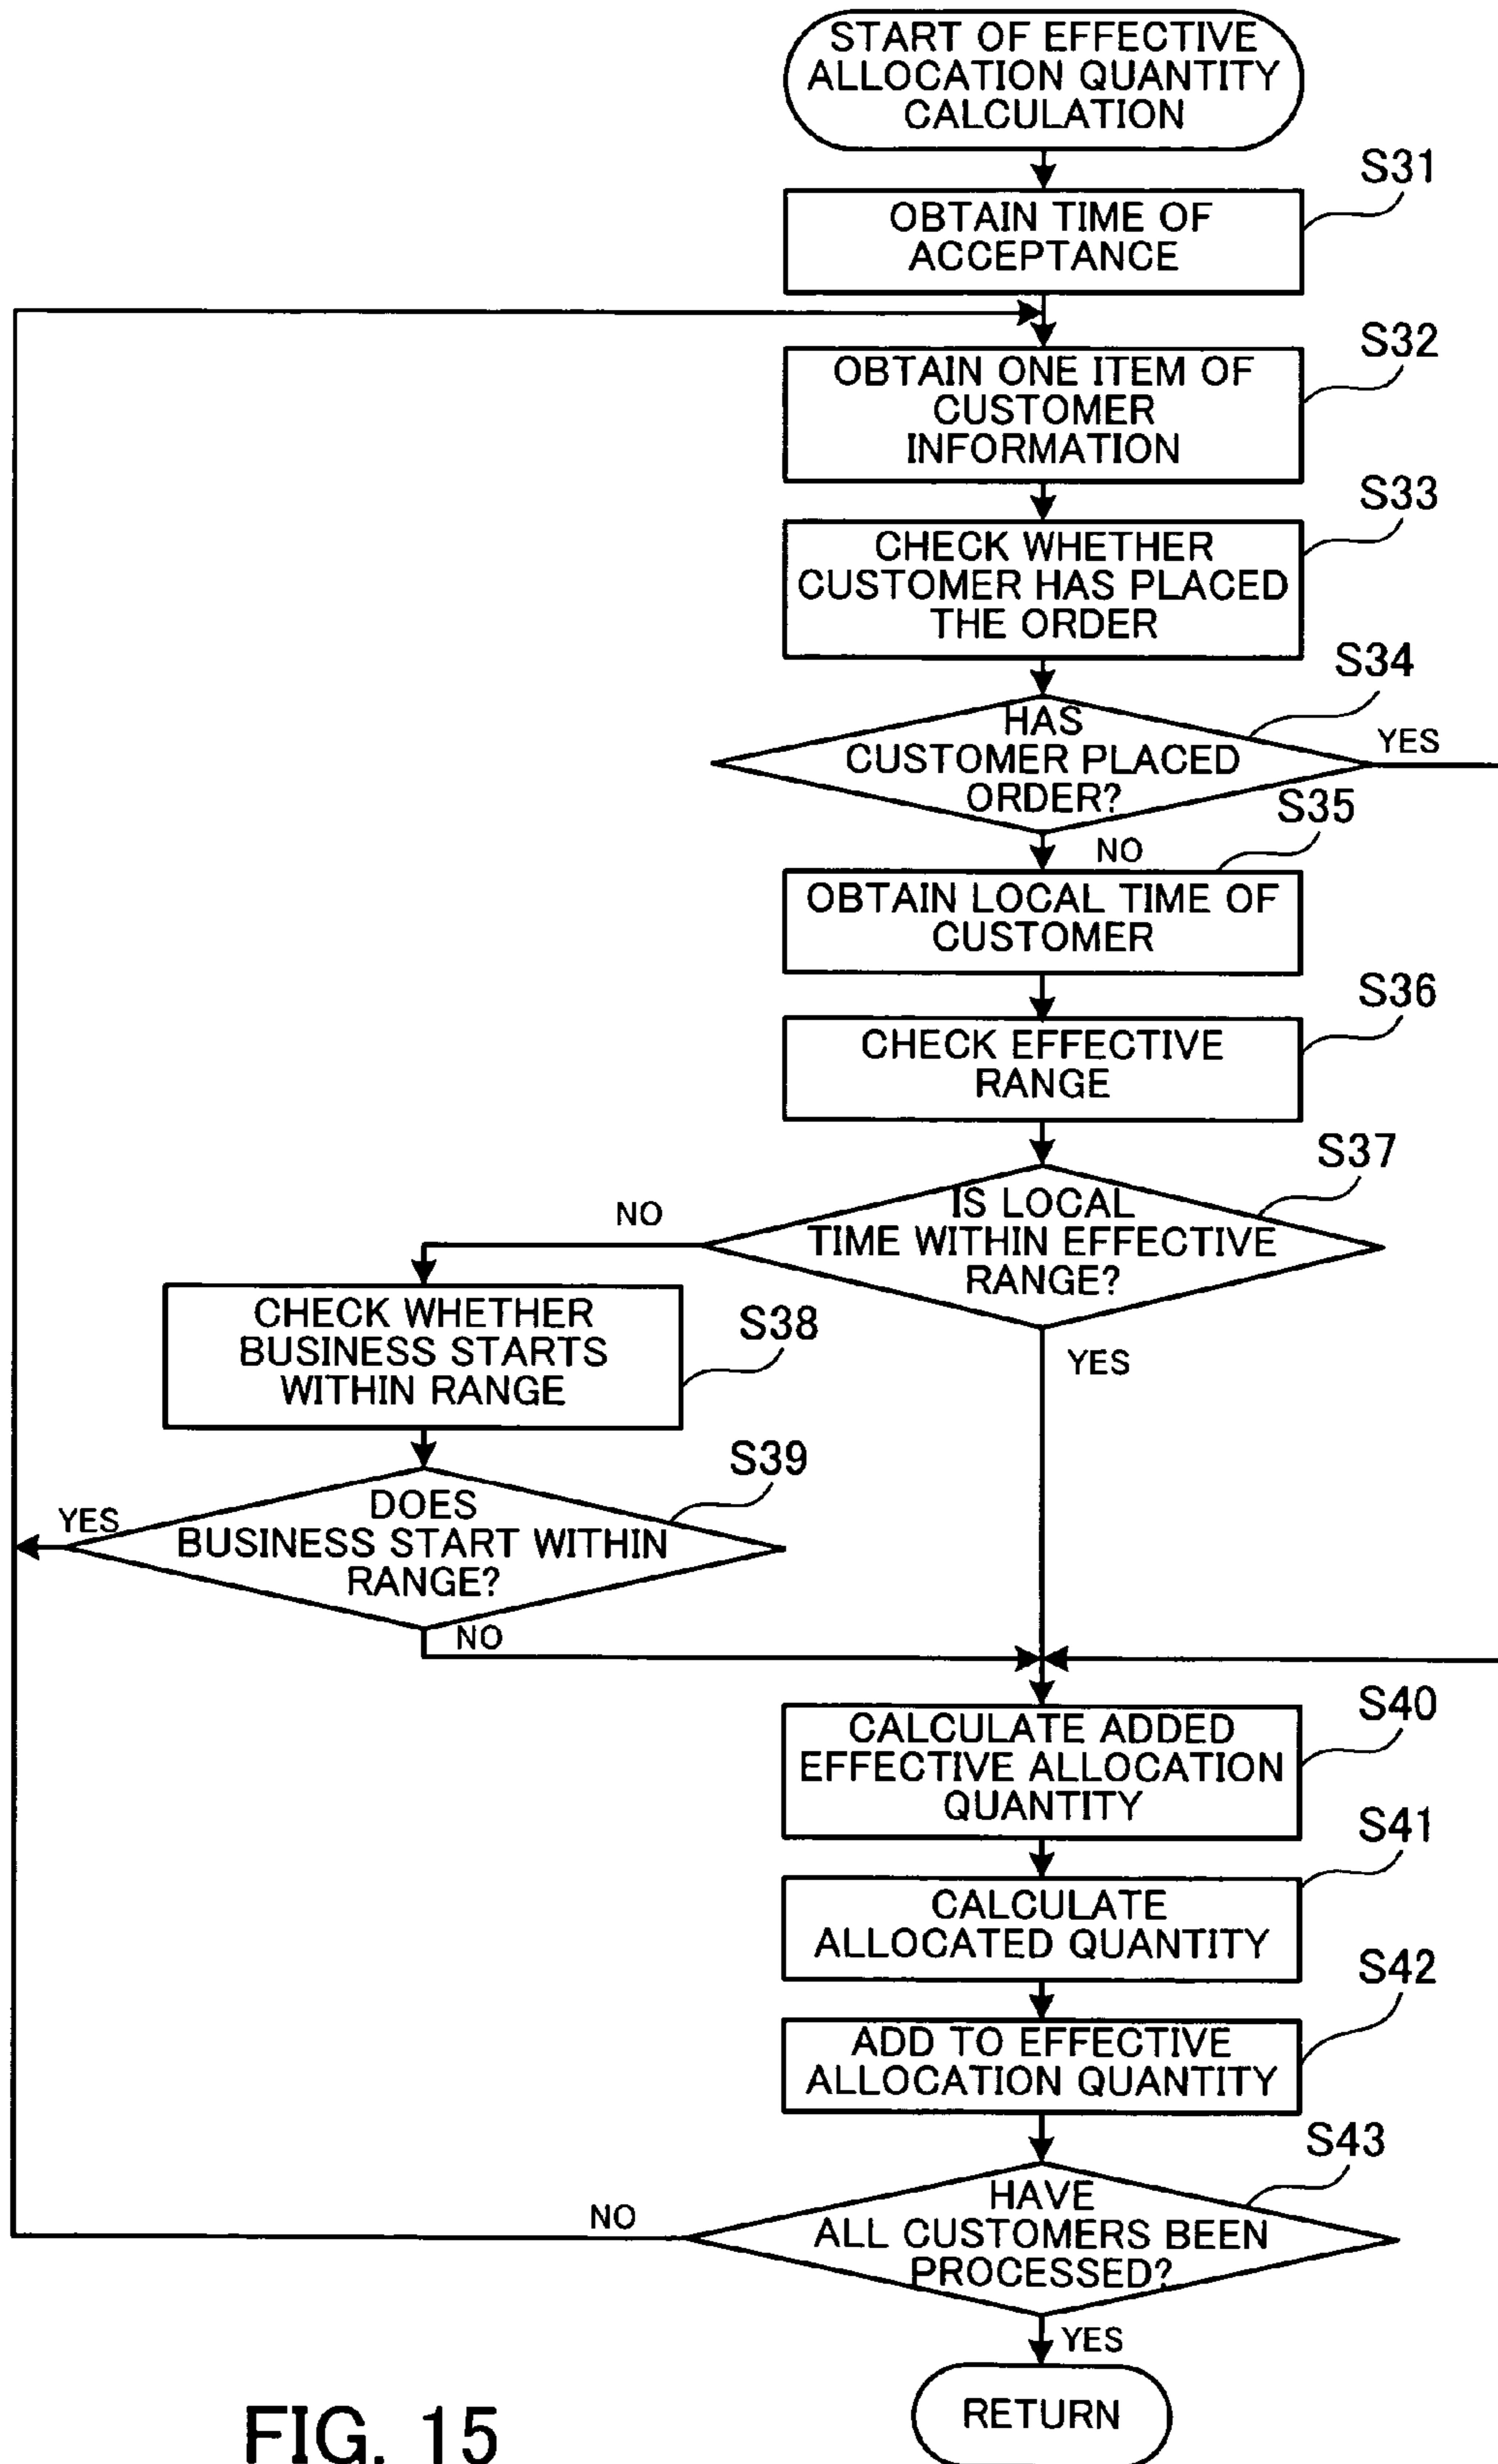 START OF EFFECTIVE
ALLOCATION QUANTITY
CALCULATION
S31
OBTAIN TIME OF
ACCEPTANCE
S32
OBTAIN ONE ITEM OF
CUSTOMER
INFORMATION
S33
CHECK WHETHER
CUSTOMER HAS PLACED
THE ORDER
S34
HAS
CUSTOMER PLACED
ORDER?
YES
NO
S35
OBTAIN LOCAL TIME OF
CUSTOMER
S36
CHECK EFFECTIVE
RANGE
S37
IS LOCAL
TIME WITHIN EFFECTIVE
RANGE?
NO
YES
S38
CHECK WHETHER
BUSINESS STARTS
WITHIN RANGE
S39
DOES
BUSINESS START WITHIN
RANGE?
YES
NO
S40
CALCULATE ADDED
EFFECTIVE ALLOCATION
QUANTITY
S41
CALCULATE
ALLOCATED QUANTITY
S42
ADD TO EFFECTIVE
ALLOCATION QUANTITY
S43
HAVE
ALL CUSTOMERS BEEN
PROCESSED?
NO
YES
RETURN
FIG. 15